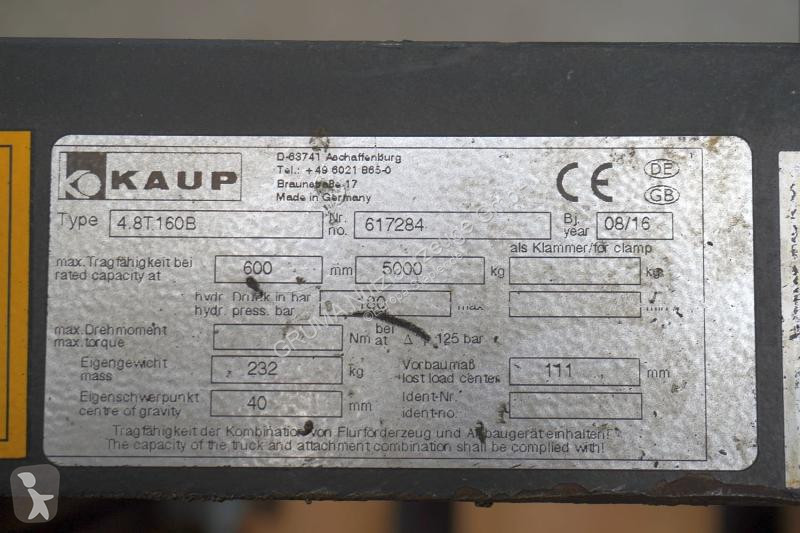 KAUP
D-63741 Aschaffenburg
Tel.: +49 6021 865-0
Braunstraße 17
Made in Germany
CE
DE
GB
Type 4.8T160B Nr. no. 617284 Bj. year 08/16
als Klammer/for clamp
max. Tragfähigkeit bei
rated capacity at 600 mm 5000 kg kg
hydr. Druck in bar
hydr. press. bar 180 max
max. Drehmoment
max. torque Nm bei at Δ p 125 bar
Eigengewicht
mass 232 kg
Vorbaumaß
lost load center 111 mm
Eigenschwerpunkt
centre of gravity 40 mm
Ident-Nr.
ident-no.
Tragfähigkeit der Kombination von Flurförderzeug und Anbaugerät einhalten!
The capacity of the truck and attachment combination shall be complied with!